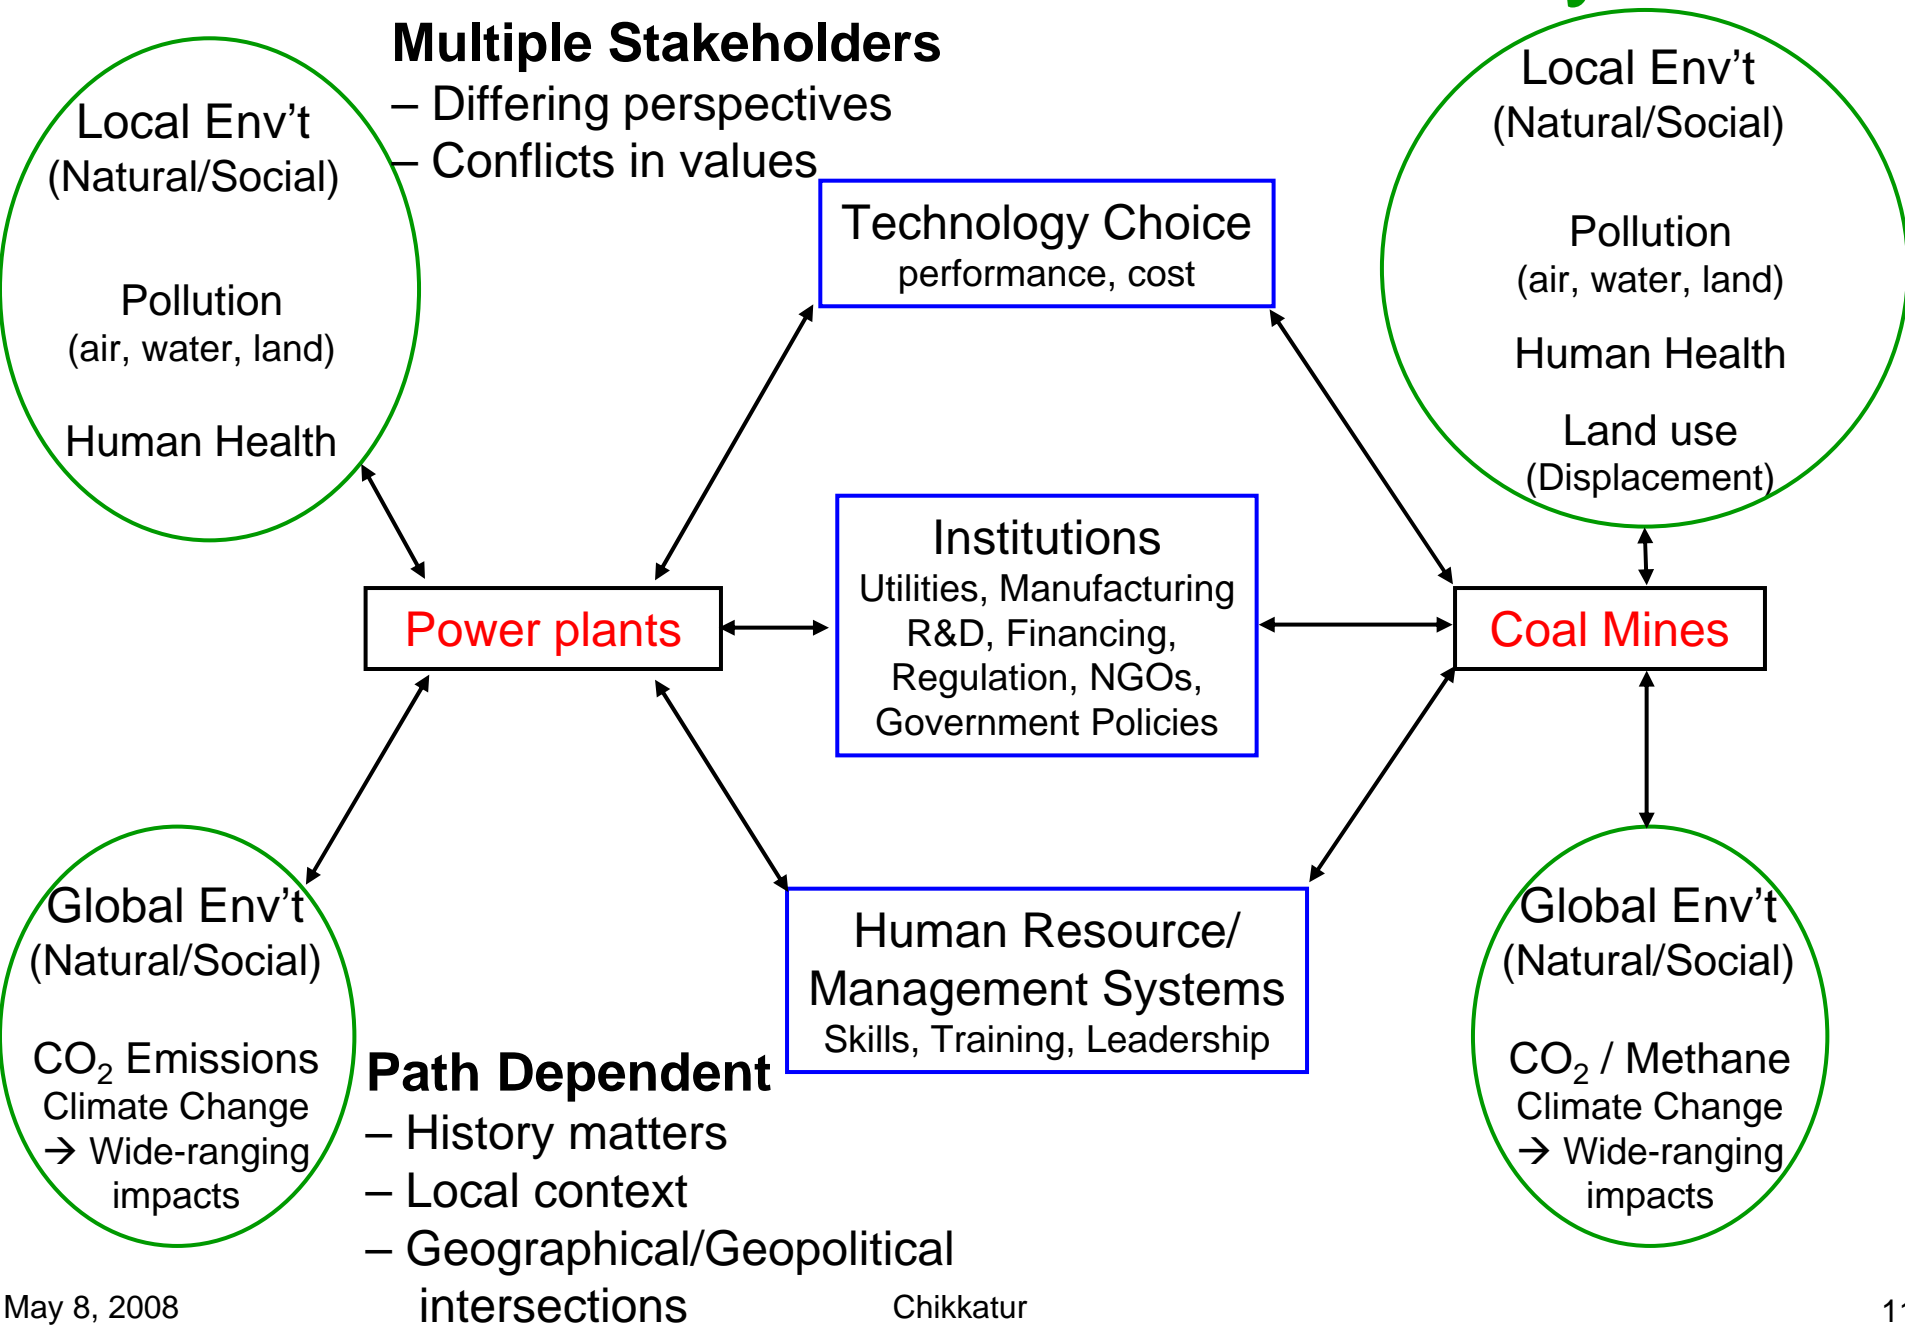 Multiple Stakeholders
– Differing perspectives
– Conflicts in values
Local Env't
(Natural/Social)
Pollution
(air, water, land)
Human Health
Technology Choice
performance, cost
Local Env't
(Natural/Social)
Pollution
(air, water, land)
Human Health
Land use
(Displacement)
Power plants
Institutions
Utilities, Manufacturing
R&D, Financing,
Regulation, NGOs,
Government Policies
Coal Mines
Global Env't
(Natural/Social)
CO₂ Emissions
Climate Change
→ Wide-ranging
impacts
Human Resource/
Management Systems
Skills, Training, Leadership
Global Env't
(Natural/Social)
CO₂ / Methane
Climate Change
→ Wide-ranging
impacts
Path Dependent
– History matters
– Local context
– Geographical/Geopolitical
intersections
May 8, 2008
Chikkatur